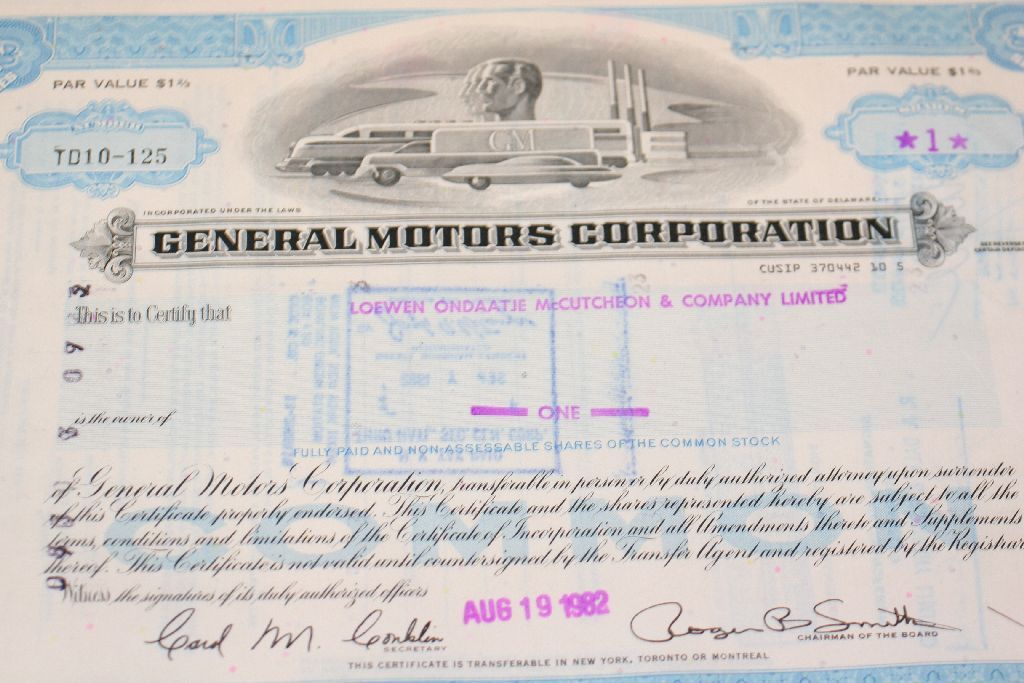 PAR VALUE $1⅔
PAR VALUE $1⅔
TD10-125
★1★
GM
INCORPORATED UNDER THE LAWS
OF THE STATE OF DELAWARE
GENERAL MOTORS CORPORATION
CUSIP 370442 10 5
This is to Certify that
LOEWEN ONDAATJE McCUTCHEON & COMPANY LIMITED
is the owner of
ONE
FULLY PAID AND NON-ASSESSABLE SHARES OF THE COMMON STOCK
of General Motors Corporation, transferable in person or by duly authorized attorney upon surrender
of this Certificate properly endorsed. This Certificate and the shares represented hereby are subject to all the
terms, conditions and limitations of the Certificate of Incorporation and all Amendments thereto and Supplements
thereof. This Certificate is not valid until countersigned by the Transfer Agent and registered by the Registrar
Witness the signatures of its duly authorized officers
AUG 19 1982
Carl M. Conklin
SECRETARY
Roger B Smith
CHAIRMAN OF THE BOARD
THIS CERTIFICATE IS TRANSFERABLE IN NEW YORK, TORONTO OR MONTREAL